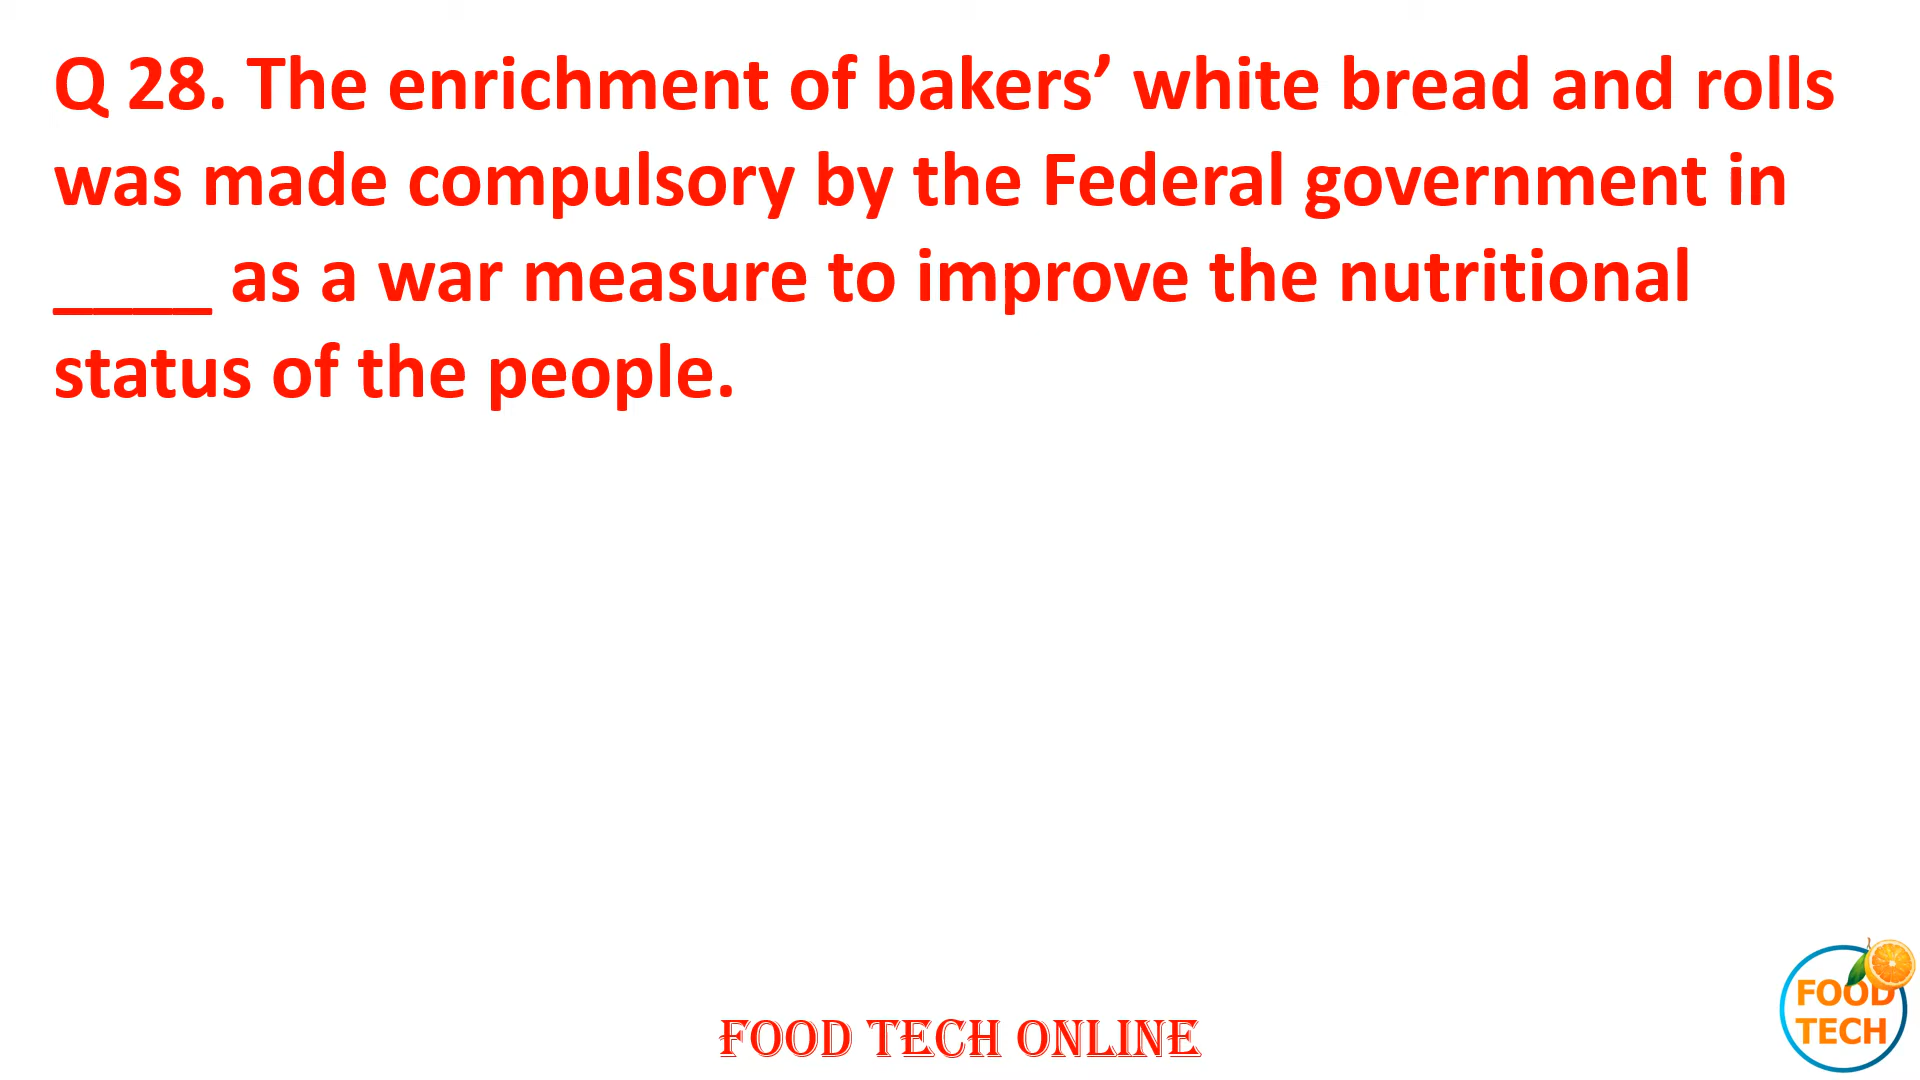 Q 28. The enrichment of bakers’ white bread and rolls
was made compulsory by the Federal government in
____ as a war measure to improve the nutritional
status of the people.
FOOD TECH ONLINE
FOOD
TECH